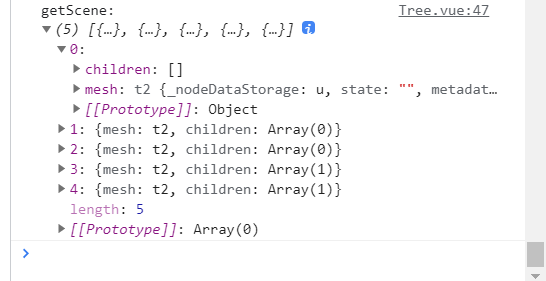 getScene: Tree.vue:47
(5) [{…}, {…}, {…}, {…}, {…}] i
0:
children: []
mesh: t2 {_nodeDataStorage: u, state: "", metadat…
[[Prototype]]: Object
1: {mesh: t2, children: Array(0)}
2: {mesh: t2, children: Array(0)}
3: {mesh: t2, children: Array(1)}
4: {mesh: t2, children: Array(1)}
length: 5
[[Prototype]]: Array(0)